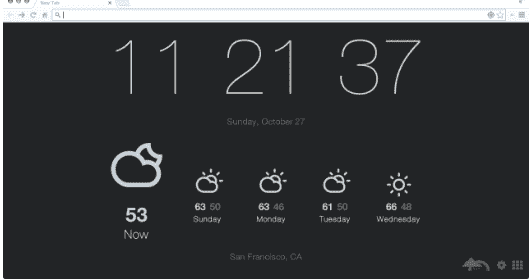 New Tab
11 21 37
Sunday, October 27
53
Now
63 50
Sunday
63 46
Monday
61 50
Tuesday
66 48
Wednesday
San Francisco, CA